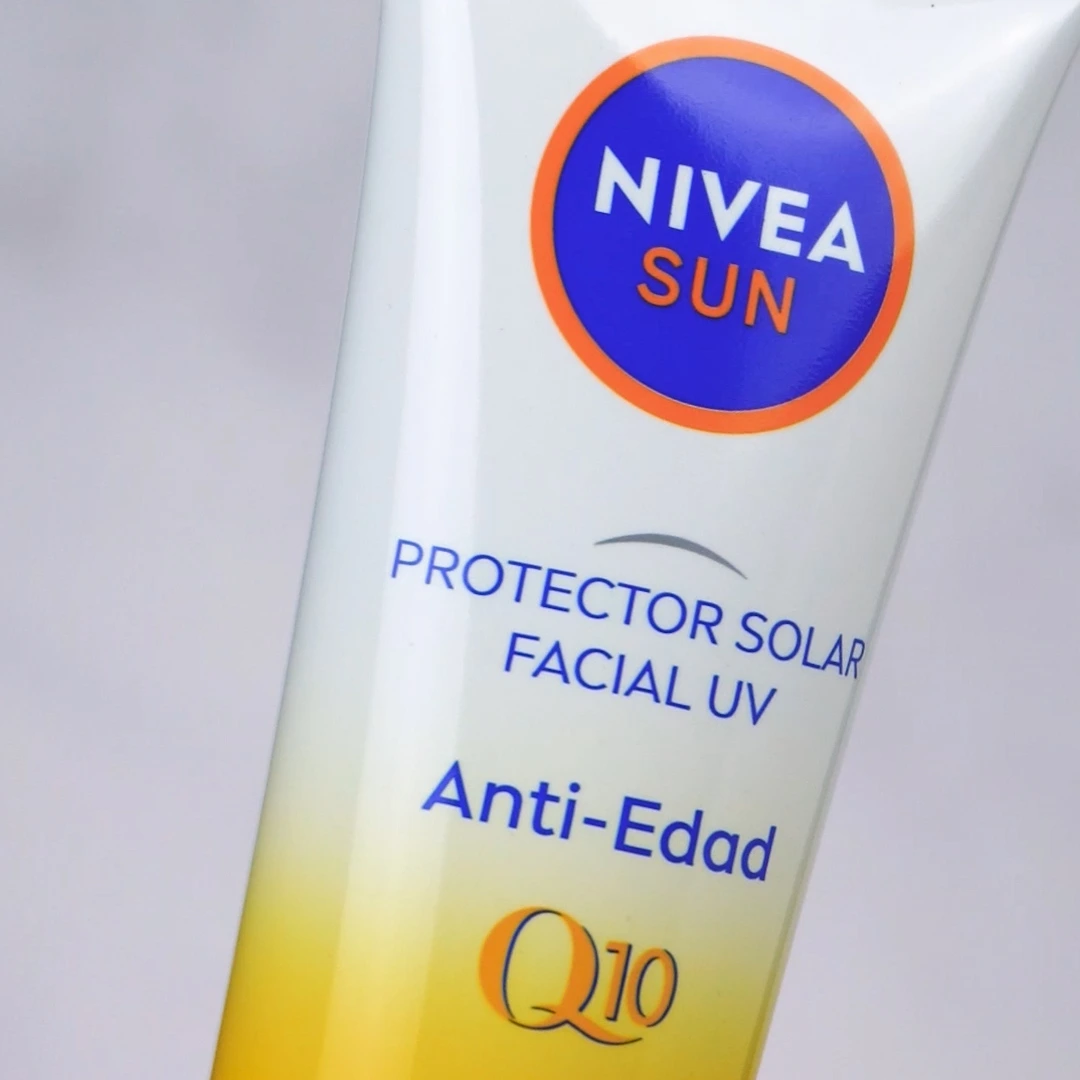 NIVEA
SUN
PROTECTOR SOLAR
FACIAL UV
Anti-Edad
Q10